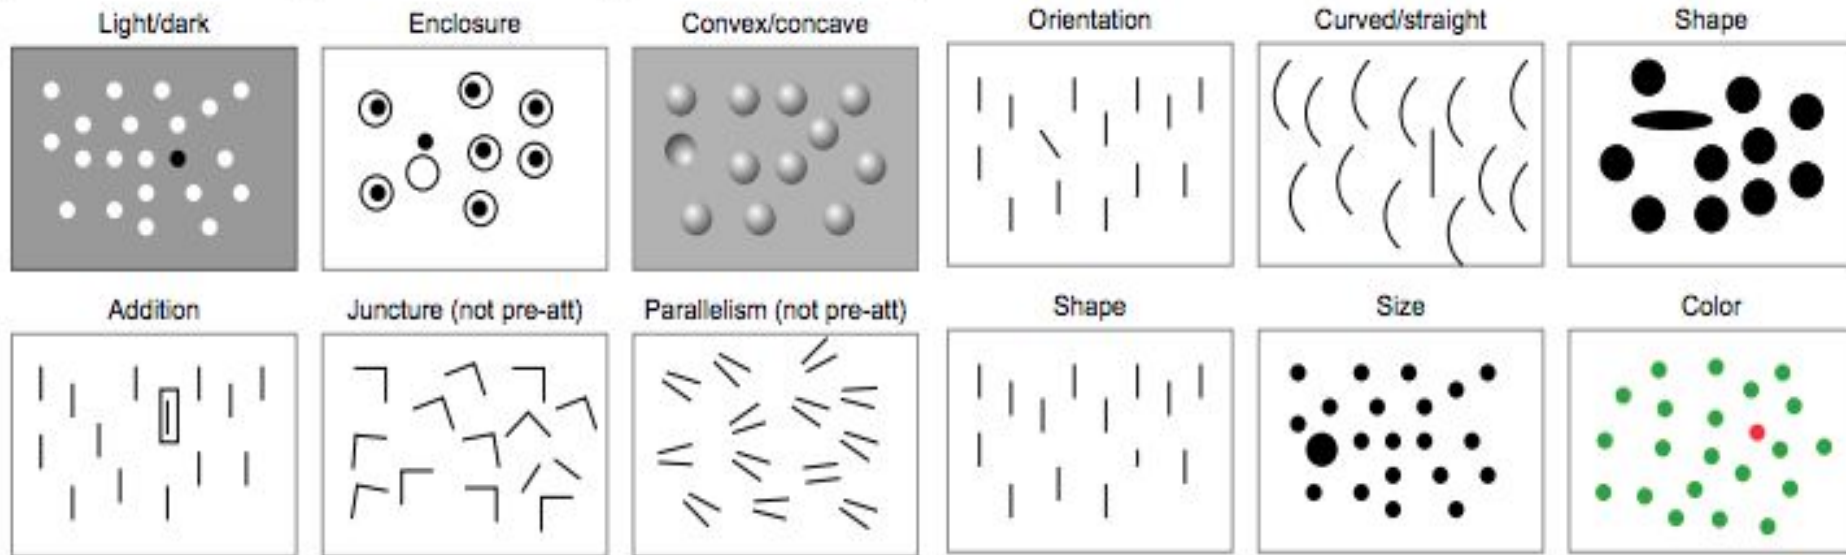 Light/dark
Enclosure
Convex/concave
Orientation
Curved/straight
Shape
Addition
Juncture (not pre-att)
Parallelism (not pre-att)
Shape
Size
Color